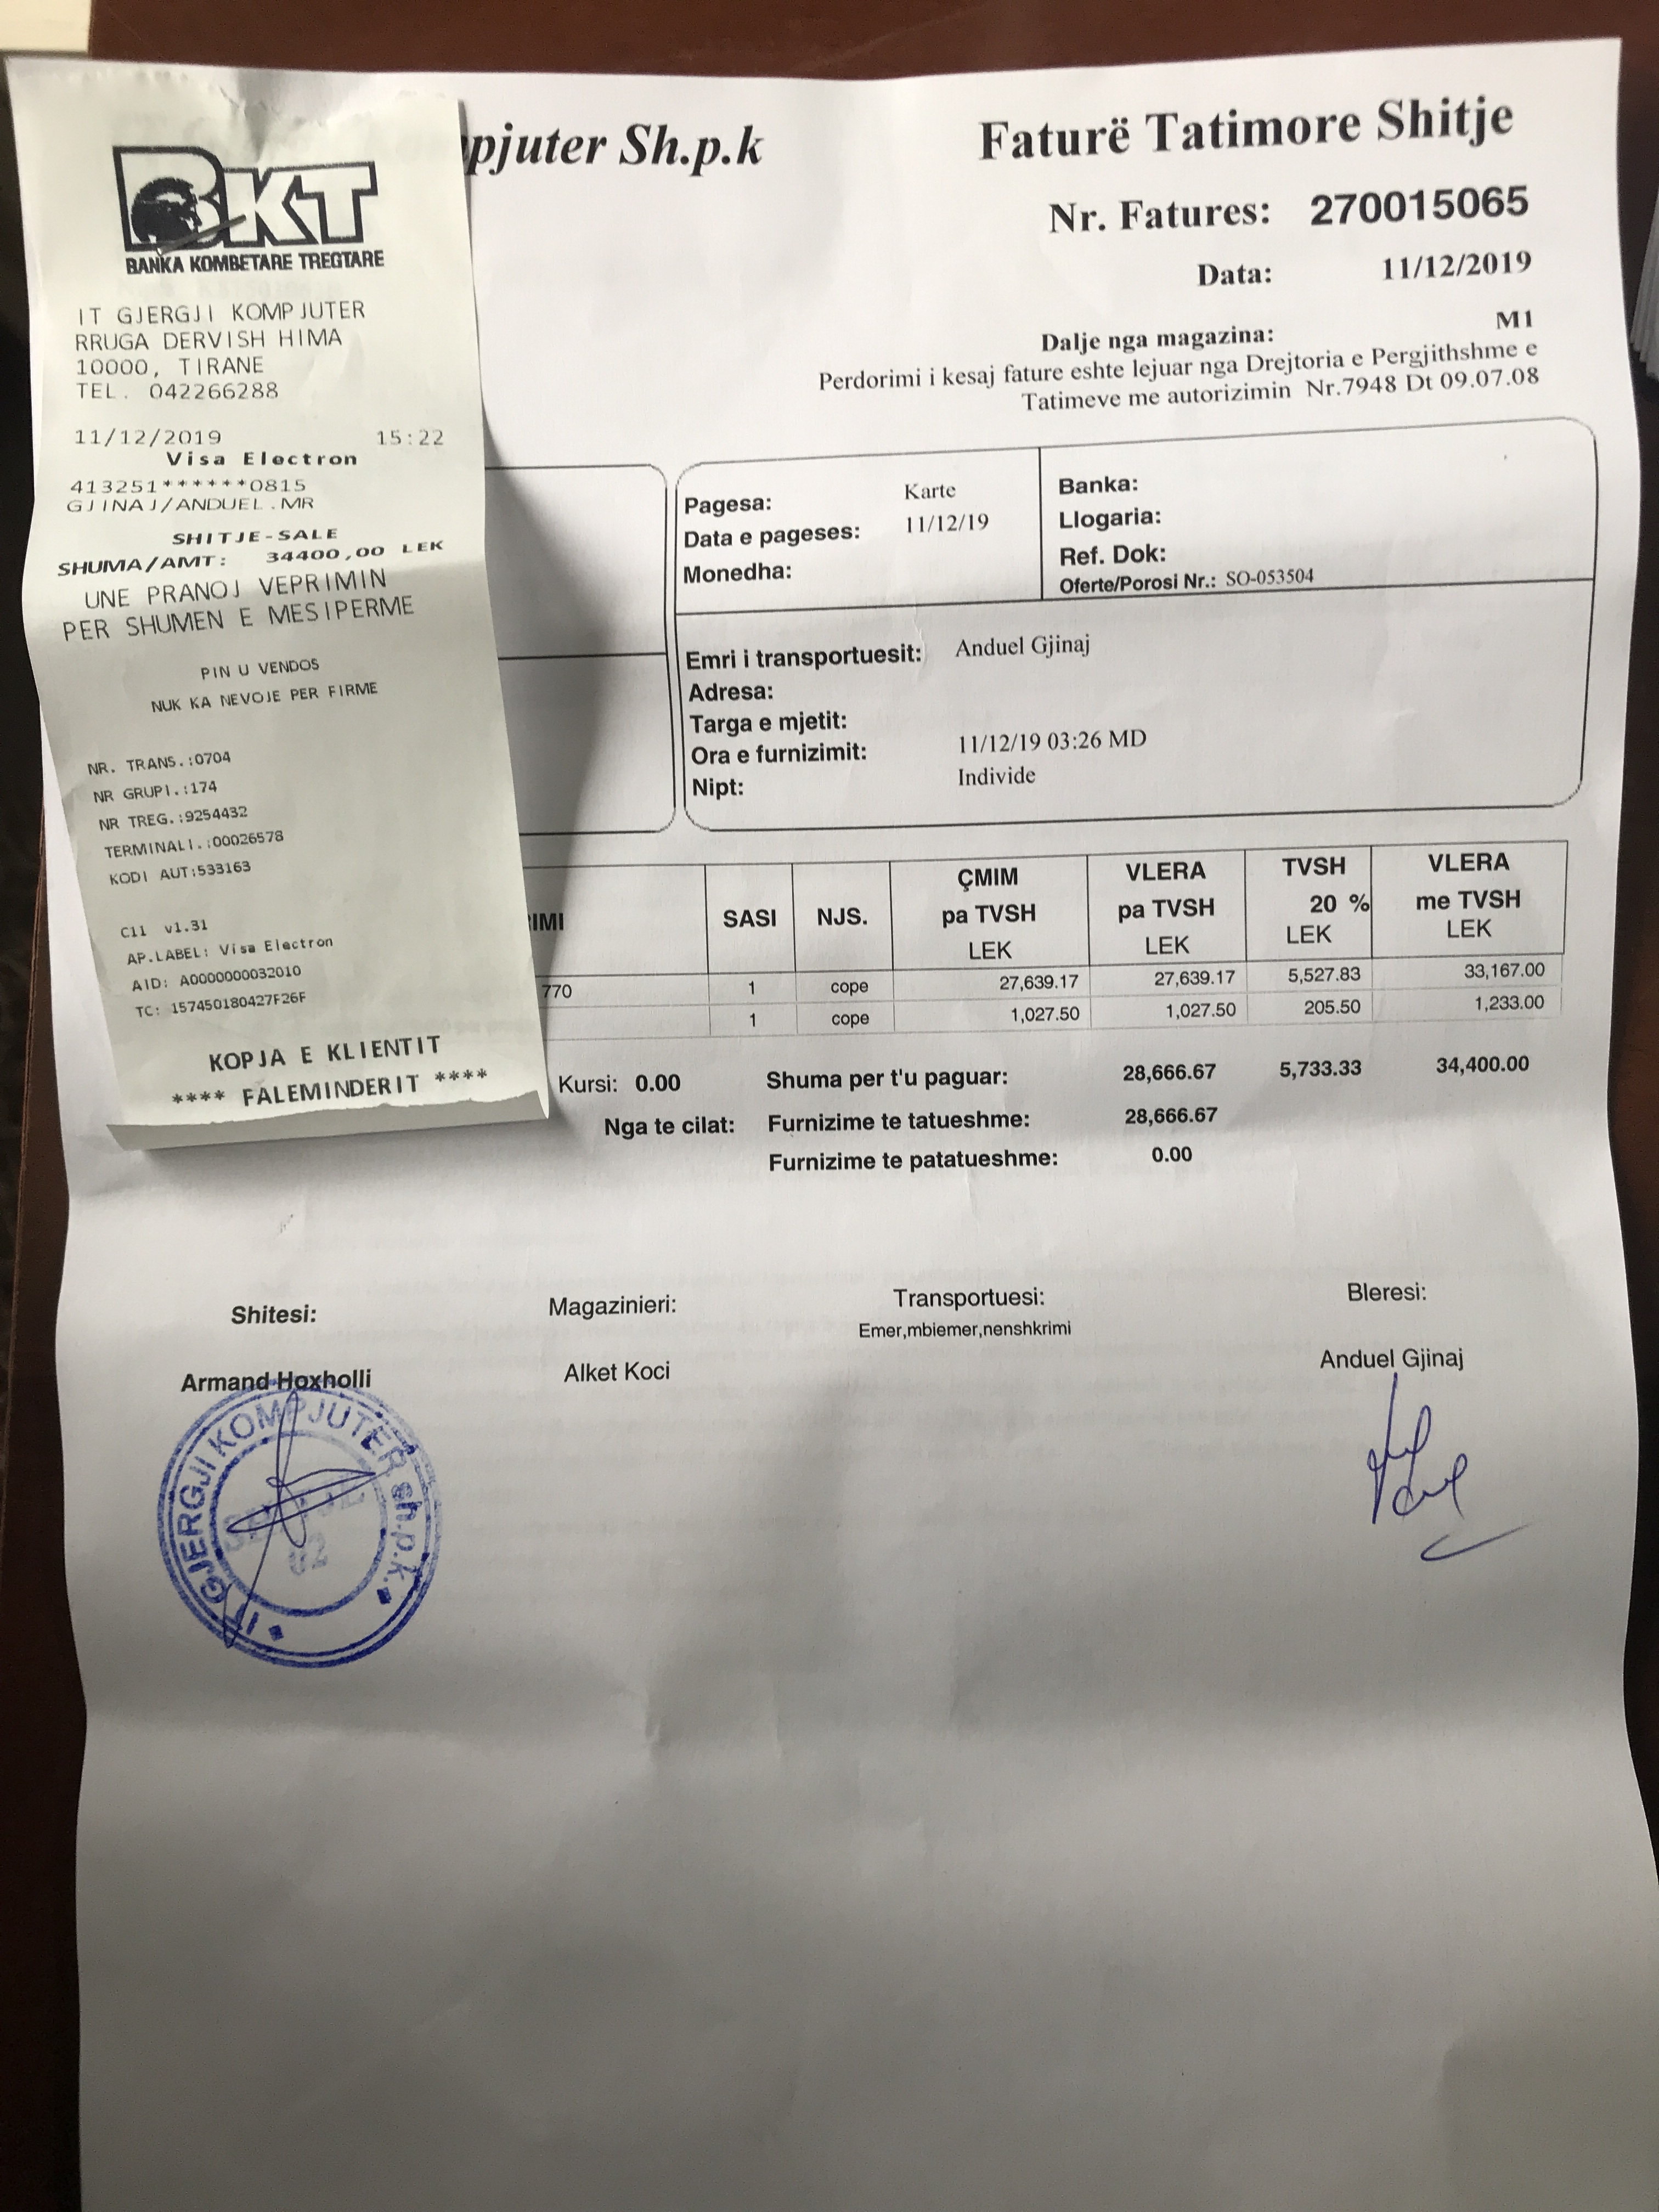 BKT
BANKA KOMBETARE TREGTARE
IT GJERGJI KOMPJUTER
RRUGA DERVISH HIMA
10000, TIRANE
TEL. 042266288
11/12/2019 15:22
Visa Electron
413251******0815
GJINAJ/ANDUEL.MR
SHITJE-SALE
SHUMA/AMT: 34400,00 LEK
UNE PRANOJ VEPRIMIN
PER SHUMEN E MESIPERME
PIN U VENDOS
NUK KA NEVOJE PER FIRME
NR. TRANS.:0704
NR GRUPI.:174
NR TREG.:9254432
TERMINALI.:00026578
KODI AUT:533163
C11 v1.31
AP.LABEL: Visa Electron
AID: A0000000032010
TC: 157450180427F26F
KOPJA E KLIENTIT
**** FALEMINDERIT ****
pjuter Sh.p.k
Faturë Tatimore Shitje
Nr. Fatures: 270015065
Data: 11/12/2019
Dalje nga magazina: M1
Perdorimi i kesaj fature eshte lejuar nga Drejtoria e Pergjithshme e
Tatimeve me autorizimin Nr.7948 Dt 09.07.08
Pagesa: Karte
Data e pageses: 11/12/19
Monedha:
Banka:
Llogaria:
Ref. Dok:
Oferte/Porosi Nr.: SO-053504
Emri i transportuesit: Anduel Gjinaj
Adresa:
Targa e mjetit:
Ora e furnizimit: 11/12/19 03:26 MD
Nipt: Individe
IMI SASI NJS. ÇMIM pa TVSH LEK VLERA pa TVSH LEK TVSH 20 % LEK VLERA me TVSH LEK
770 1 cope 27,639.17 27,639.17 5,527.83 33,167.00
1 cope 1,027.50 1,027.50 205.50 1,233.00
Kursi: 0.00 Shuma per t'u paguar: 28,666.67 5,733.33 34,400.00
Nga te cilat: Furnizime te tatueshme: 28,666.67
Furnizime te patatueshme: 0.00
Shitesi: Magazinieri: Transportuesi: Bleresi:
Emer,mbiemer,nenshkrimi
Armand Hoxholli Alket Koci Anduel Gjinaj
IT GJERGJI KOMPJUTER sh.p.k.
02